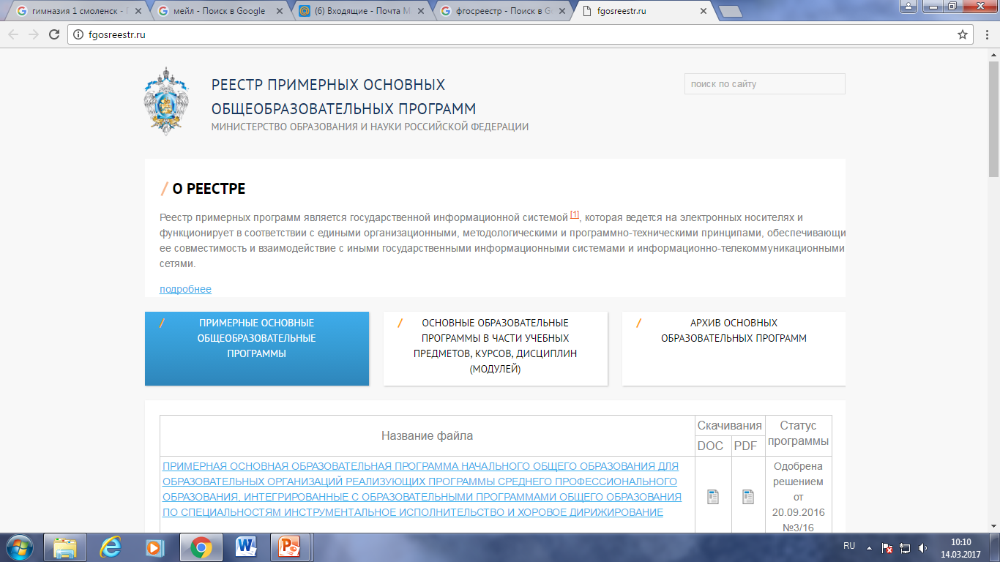 гимназия 1 смоленск -
мейл - Поиск в Google
(6) Входящие - Почта M
фгосреестр - Поиск в G
fgosreestr.ru
fgosreestr.ru
РЕЕСТР ПРИМЕРНЫХ ОСНОВНЫХ
ОБЩЕОБРАЗОВАТЕЛЬНЫХ ПРОГРАММ
МИНИСТЕРСТВО ОБРАЗОВАНИЯ И НАУКИ РОССИЙСКОЙ ФЕДЕРАЦИИ
поиск по сайту
/ О РЕЕСТРЕ
Реестр примерных программ является государственной информационной системой [1], которая ведется на электронных носителях и
функционирует в соответствии с едиными организационными, методологическими и программно-техническими принципами, обеспечивающи
ее совместимость и взаимодействие с иными государственными информационными системами и информационно-телекоммуникационными
сетями.
подробнее
/ ПРИМЕРНЫЕ ОСНОВНЫЕ
ОБЩЕОБРАЗОВАТЕЛЬНЫЕ
ПРОГРАММЫ
/ ОСНОВНЫЕ ОБРАЗОВАТЕЛЬНЫЕ
ПРОГРАММЫ В ЧАСТИ УЧЕБНЫХ
ПРЕДМЕТОВ, КУРСОВ, ДИСЦИПЛИН
(МОДУЛЕЙ)
/ АРХИВ ОСНОВНЫХ
ОБРАЗОВАТЕЛЬНЫХ ПРОГРАММ
Название файла
Скачивания
DOC
PDF
Статус
программы
ПРИМЕРНАЯ ОСНОВНАЯ ОБРАЗОВАТЕЛЬНАЯ ПРОГРАММА НАЧАЛЬНОГО ОБЩЕГО ОБРАЗОВАНИЯ ДЛЯ
ОБРАЗОВАТЕЛЬНЫХ ОРГАНИЗАЦИЙ РЕАЛИЗУЮЩИХ ПРОГРАММЫ СРЕДНЕГО ПРОФЕССИОНАЛЬНОГО
ОБРАЗОВАНИЯ, ИНТЕГРИРОВАННЫЕ С ОБРАЗОВАТЕЛЬНЫМИ ПРОГРАММАМИ ОБЩЕГО ОБРАЗОВАНИЯ
ПО СПЕЦИАЛЬНОСТЯМ ИНСТРУМЕНТАЛЬНОЕ ИСПОЛНИТЕЛЬСТВО И ХОРОВОЕ ДИРИЖИРОВАНИЕ
Одобрена
решением
от
20.09.2016
№3/16
RU
10:10
14.03.2017